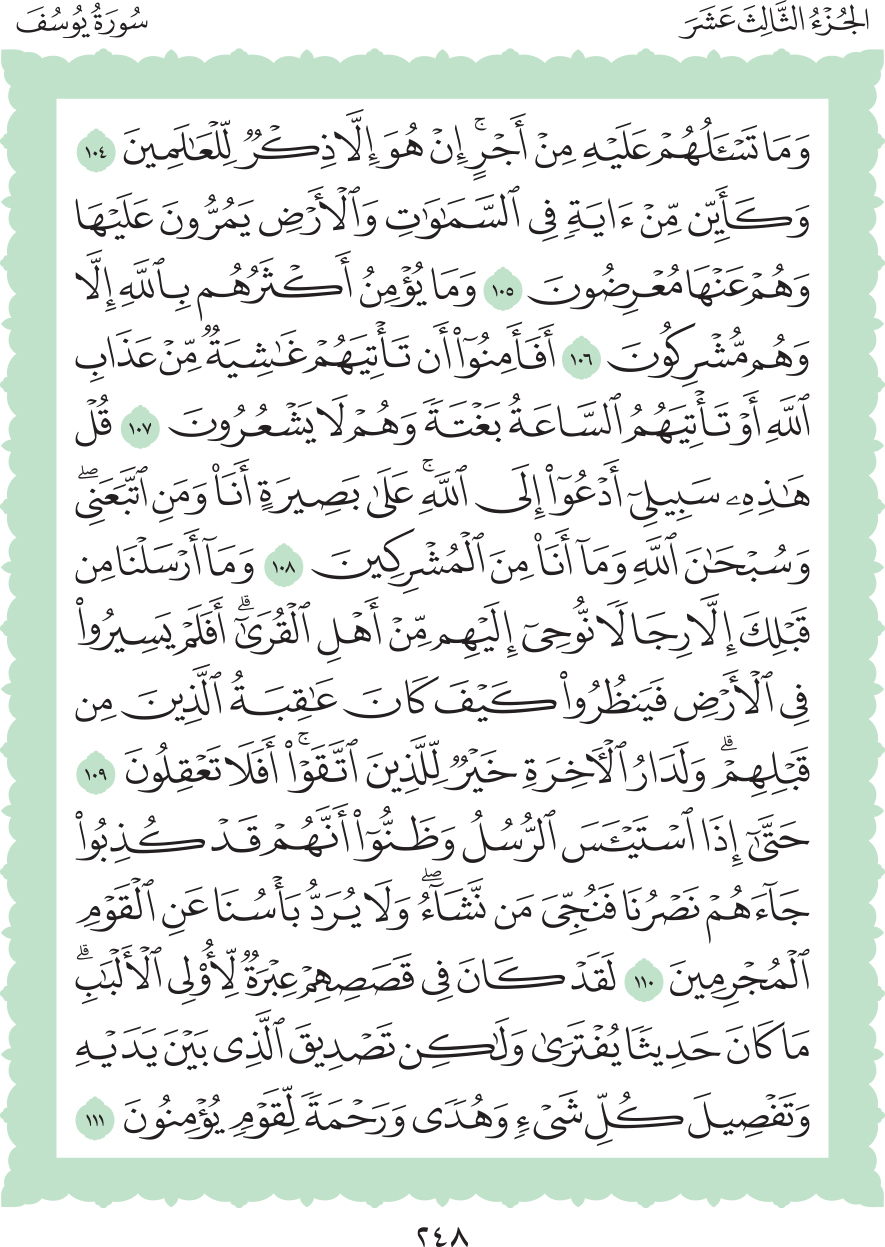 الجُزْءُ الثَّالِثَ عَشَرَ
سُورَةُ يُوسُفَ
وَمَا تَسْـَٔلُهُمْ عَلَيْهِ مِنْ أَجْرٍۚ إِنْ هُوَ إِلَّا ذِكْرٌ لِّلْعَٰلَمِينَ ١٠٤
وَكَأَيِّن مِّنْ ءَايَةٍ فِى ٱلسَّمَٰوَٰتِ وَٱلْأَرْضِ يَمُرُّونَ عَلَيْهَا
وَهُمْ عَنْهَا مُعْرِضُونَ ١٠٥ وَمَا يُؤْمِنُ أَكْثَرُهُم بِٱللَّهِ إِلَّا
وَهُم مُّشْرِكُونَ ١٠٦ أَفَأَمِنُوٓا۟ أَن تَأْتِيَهُمْ غَٰشِيَةٌ مِّنْ عَذَابِ
ٱللَّهِ أَوْ تَأْتِيَهُمُ ٱلسَّاعَةُ بَغْتَةً وَهُمْ لَا يَشْعُرُونَ ١٠٧ قُلْ
هَٰذِهِۦ سَبِيلِىٓ أَدْعُوٓا۟ إِلَى ٱللَّهِۚ عَلَىٰ بَصِيرَةٍ أَنَا۠ وَمَنِ ٱتَّبَعَنِىۖ
وَسُبْحَٰنَ ٱللَّهِ وَمَآ أَنَا۠ مِنَ ٱلْمُشْرِكِينَ ١٠٨ وَمَآ أَرْسَلْنَا مِن
قَبْلِكَ إِلَّا رِجَالًا نُّوحِىٓ إِلَيْهِم مِّنْ أَهْلِ ٱلْقُرَىٰٓۗ أَفَلَمْ يَسِيرُوا۟
فِى ٱلْأَرْضِ فَيَنظُرُوا۟ كَيْفَ كَانَ عَٰقِبَةُ ٱلَّذِينَ مِن
قَبْلِهِمْۗ وَلَدَارُ ٱلْءَاخِرَةِ خَيْرٌ لِّلَّذِينَ ٱتَّقَوْا۟ۚ أَفَلَا تَعْقِلُونَ ١٠٩
حَتَّىٰٓ إِذَا ٱسْتَيْـَٔسَ ٱلرُّسُلُ وَظَنُّوٓا۟ أَنَّهُمْ قَدْ كُذِبُوا۟
جَآءَهُمْ نَصْرُنَا فَنُجِّىَ مَن نَّشَآءُۖ وَلَا يُرَدُّ بَأْسُنَا عَنِ ٱلْقَوْمِ
ٱلْمُجْرِمِينَ ١١٠ لَقَدْ كَانَ فِى قَصَصِهِمْ عِبْرَةٌ لِّأُو۟لِى ٱلْأَلْبَٰبِۗ
مَا كَانَ حَدِيثًا يُفْتَرَىٰ وَلَٰكِن تَصْدِيقَ ٱلَّذِى بَيْنَ يَدَيْهِ
وَتَفْصِيلَ كُلِّ شَىْءٍ وَهُدًى وَرَحْمَةً لِّقَوْمٍ يُؤْمِنُونَ ١١١
٢٤٨